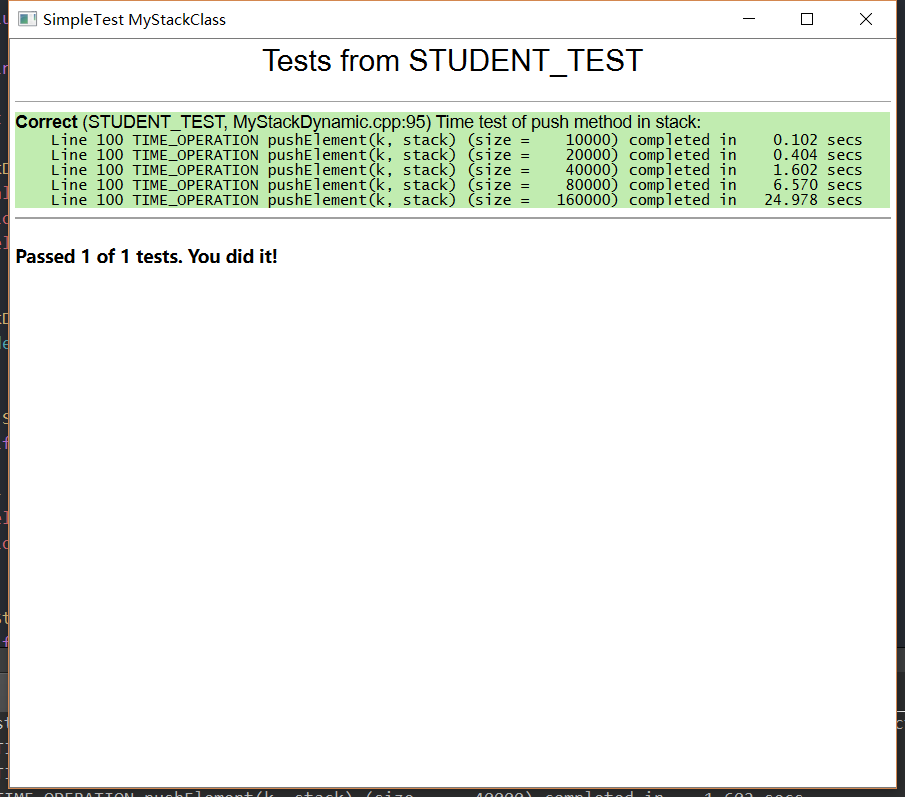 SimpleTest MyStackClass
Tests from STUDENT_TEST
Correct (STUDENT_TEST, MyStackDynamic.cpp:95) Time test of push method in stack:
Line 100 TIME_OPERATION pushElement(k, stack) (size =    10000) completed in    0.102 secs
Line 100 TIME_OPERATION pushElement(k, stack) (size =    20000) completed in    0.404 secs
Line 100 TIME_OPERATION pushElement(k, stack) (size =    40000) completed in    1.602 secs
Line 100 TIME_OPERATION pushElement(k, stack) (size =    80000) completed in    6.570 secs
Line 100 TIME_OPERATION pushElement(k, stack) (size =   160000) completed in   24.978 secs
Passed 1 of 1 tests. You did it!